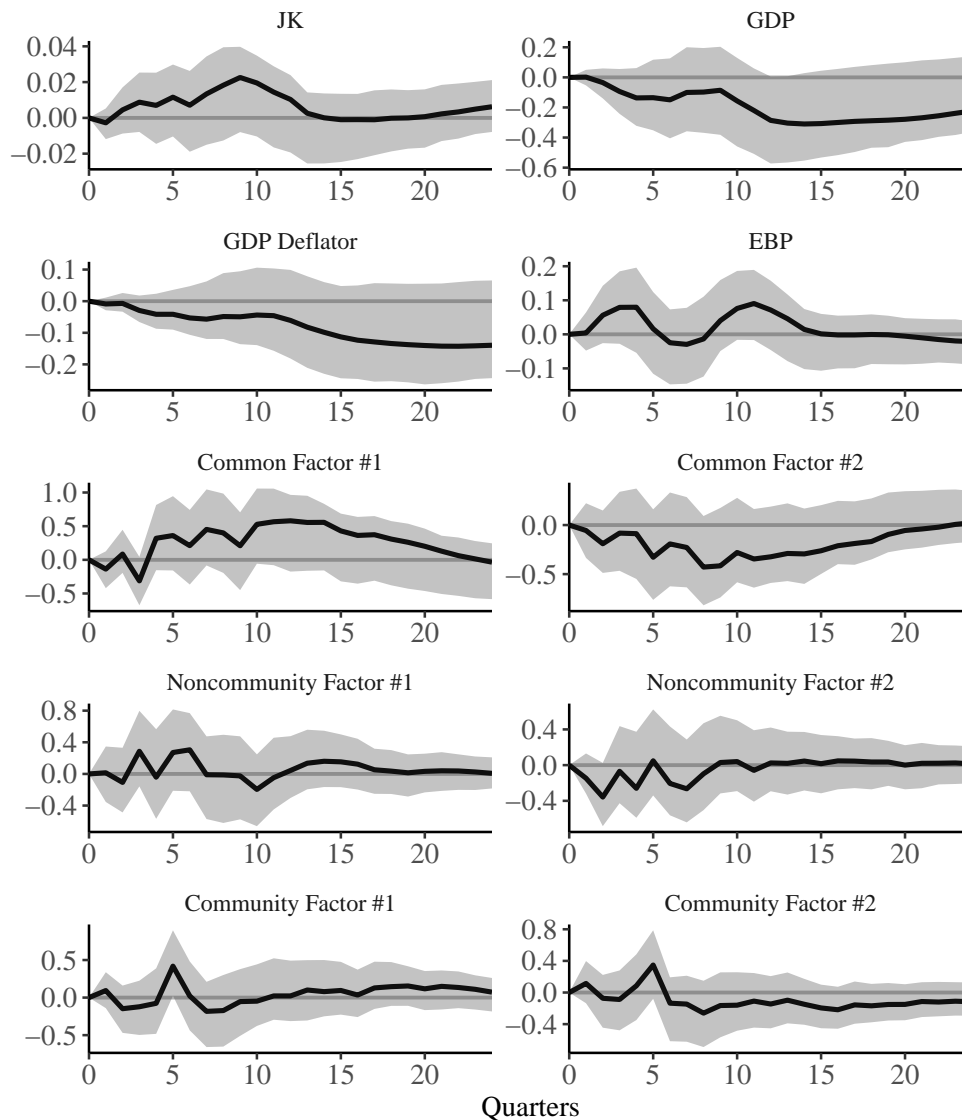 JK
0.04
0.02
0.00
−0.02
0 5 10 15 20
GDP
0.2
0.0
−0.2
−0.4
−0.6
0 5 10 15 20
GDP Deflator
0.1
0.0
−0.1
−0.2
0 5 10 15 20
EBP
0.2
0.1
0.0
−0.1
0 5 10 15 20
Common Factor #1
1.0
0.5
0.0
−0.5
0 5 10 15 20
Common Factor #2
0.0
−0.5
0 5 10 15 20
Noncommunity Factor #1
0.8
0.4
0.0
−0.4
0 5 10 15 20
Noncommunity Factor #2
0.4
0.0
−0.4
0 5 10 15 20
Community Factor #1
0.5
0.0
−0.5
0 5 10 15 20
Community Factor #2
0.8
0.4
0.0
−0.4
0 5 10 15 20
Quarters